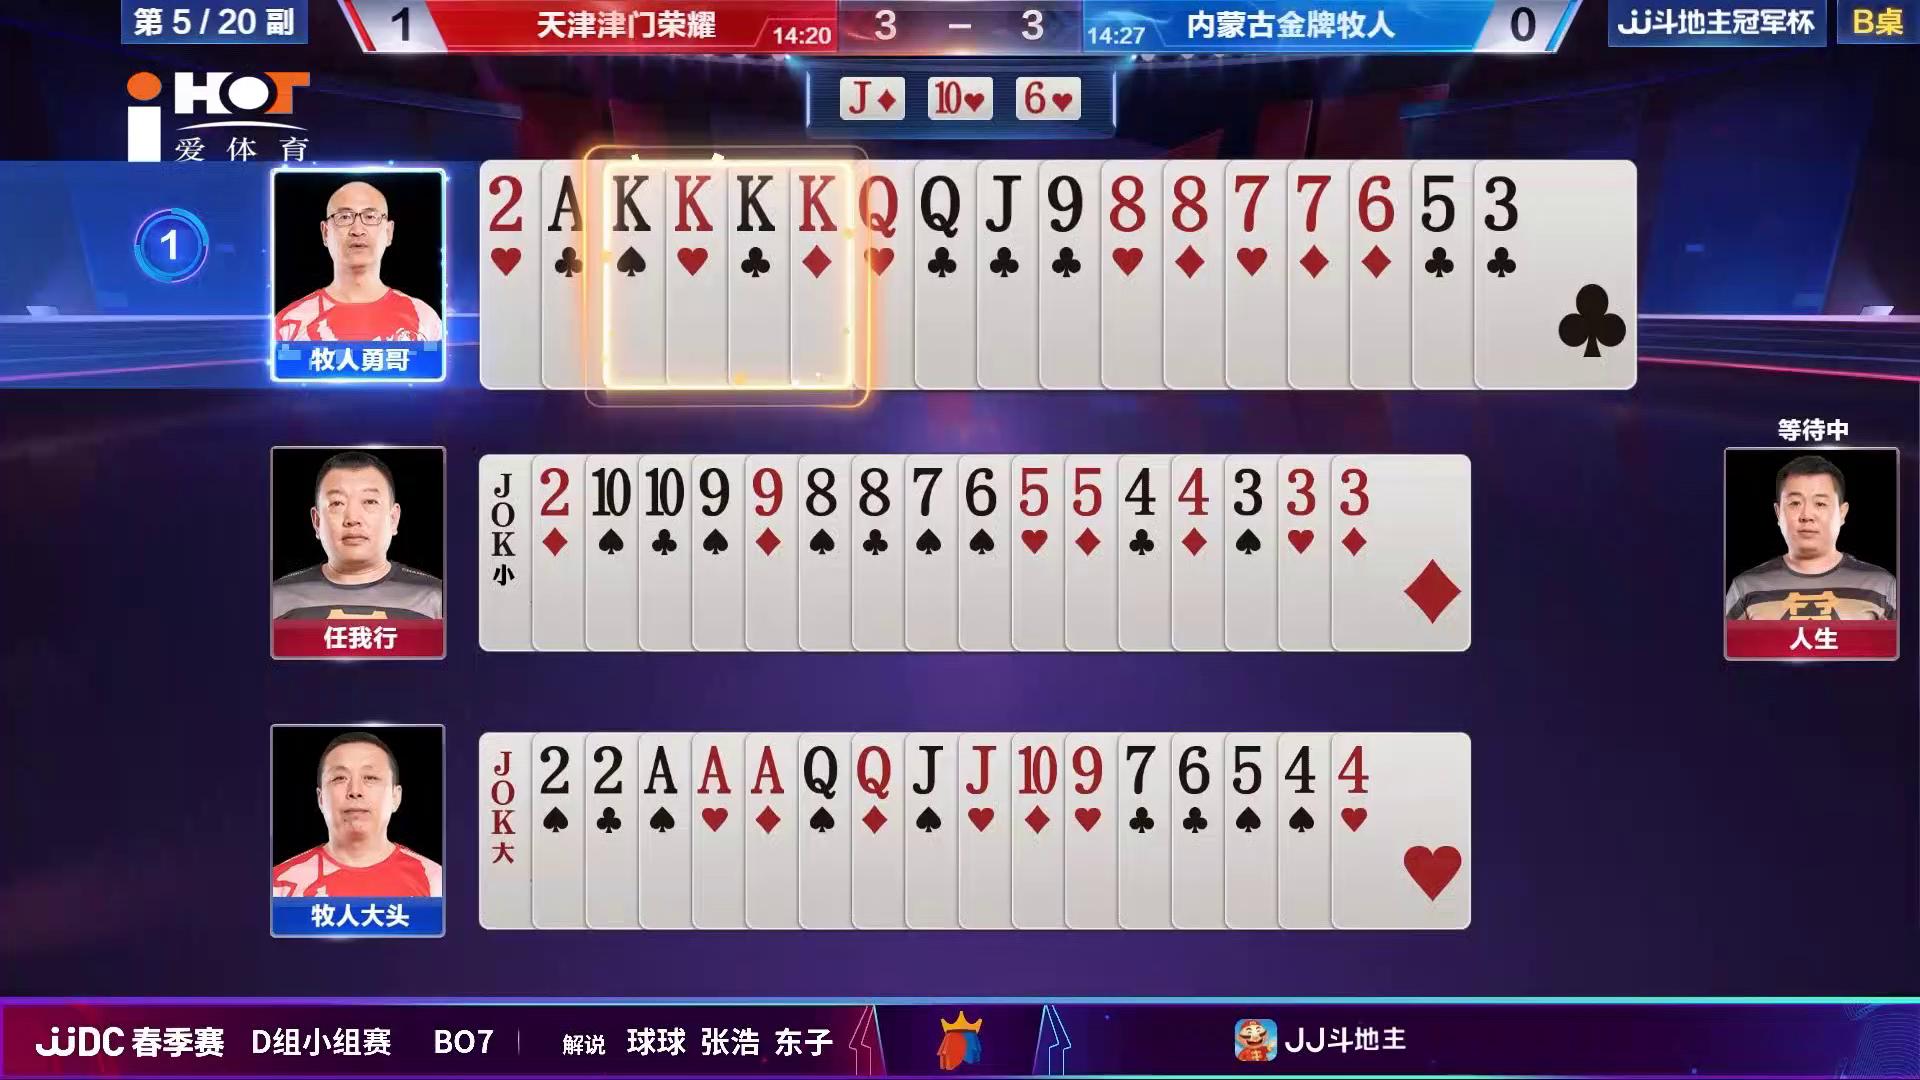 第 5 / 20 副
1 天津津门荣耀 14:20 3 - 3 14:27 内蒙古金牌牧人 0
JJ斗地主冠军杯 B桌
J♦ 10♥ 6♥
iHOT
爱体育
1
牧人勇哥
2♥ A♣ K♠ K♥ K♣ K♦ Q♥ Q♣ J♣ 9♣ 8♥ 8♦ 7♥ 7♦ 6♦ 5♣ 3♣
等待中
任我行
JOK小 2♦ 10♠ 10♣ 9♠ 9♦ 8♠ 8♣ 7♠ 6♠ 5♥ 5♦ 4♣ 4♦ 3♠ 3♥ 3♦
人生
牧人大头
JOK大 2♠ 2♣ A♠ A♥ A♦ Q♠ Q♦ J♠ J♥ 10♦ 9♥ 7♣ 6♣ 5♠ 4♠ 4♥
JJDC 春季赛 D组小组赛 BO7 解说 球球 张浩 东子
JJ斗地主